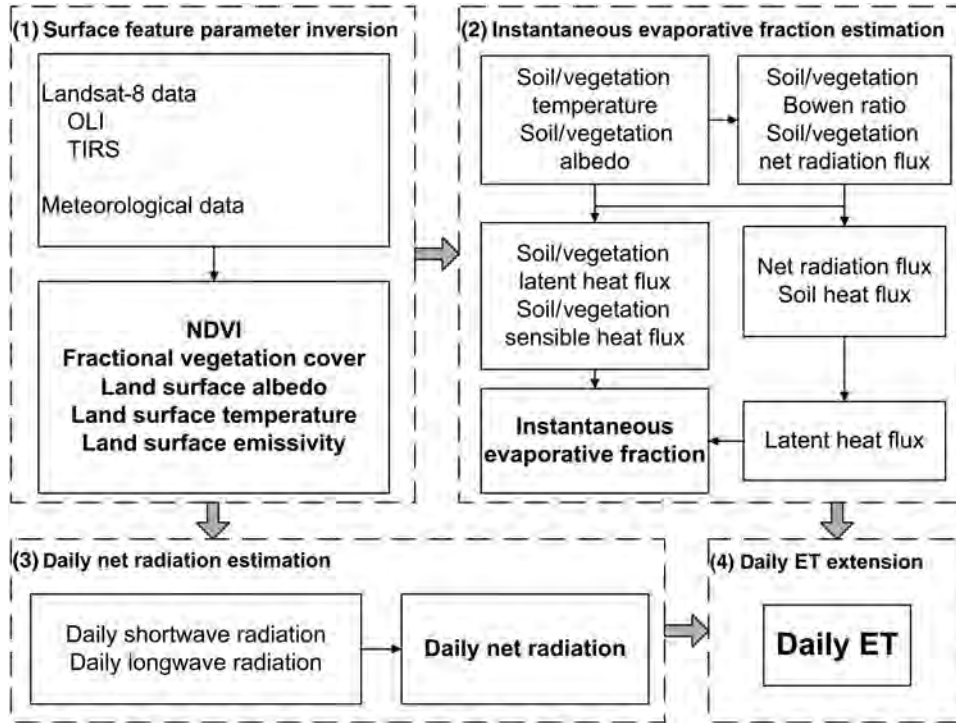 (1) Surface feature parameter inversion
Landsat-8 data
OLI
TIRS
Meteorological data
NDVI
Fractional vegetation cover
Land surface albedo
Land surface temperature
Land surface emissivity
(2) Instantaneous evaporative fraction estimation
Soil/vegetation
temperature
Soil/vegetation
albedo
Soil/vegetation
Bowen ratio
Soil/vegetation
net radiation flux
Soil/vegetation
latent heat flux
Soil/vegetation
sensible heat flux
Net radiation flux
Soil heat flux
Instantaneous
evaporative fraction
Latent heat flux
(3) Daily net radiation estimation
Daily shortwave radiation
Daily longwave radiation
Daily net radiation
(4) Daily ET extension
Daily ET